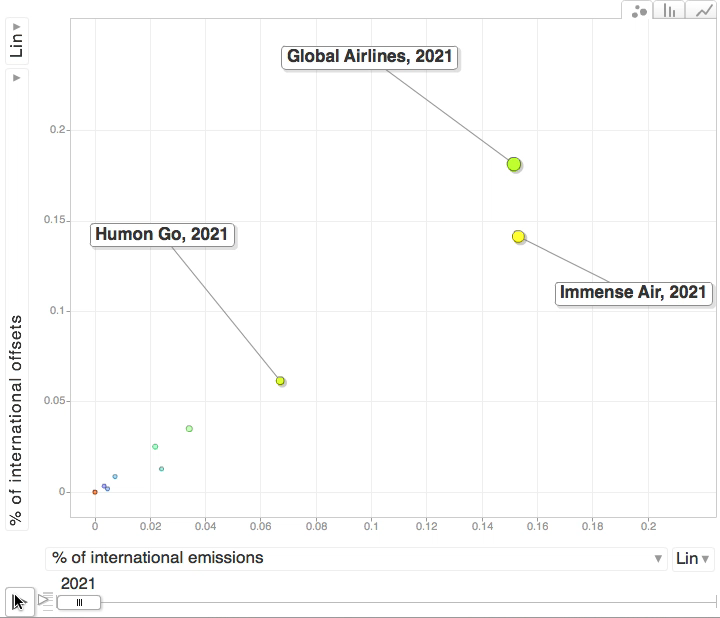 Lin
Global Airlines, 2021
0.2
0.15
Humon Go, 2021
Immense Air, 2021
0.1
0.05
0
% of international offsets
0 0.02 0.04 0.06 0.08 0.1 0.12 0.14 0.16 0.18 0.2
% of international emissions
Lin
2021